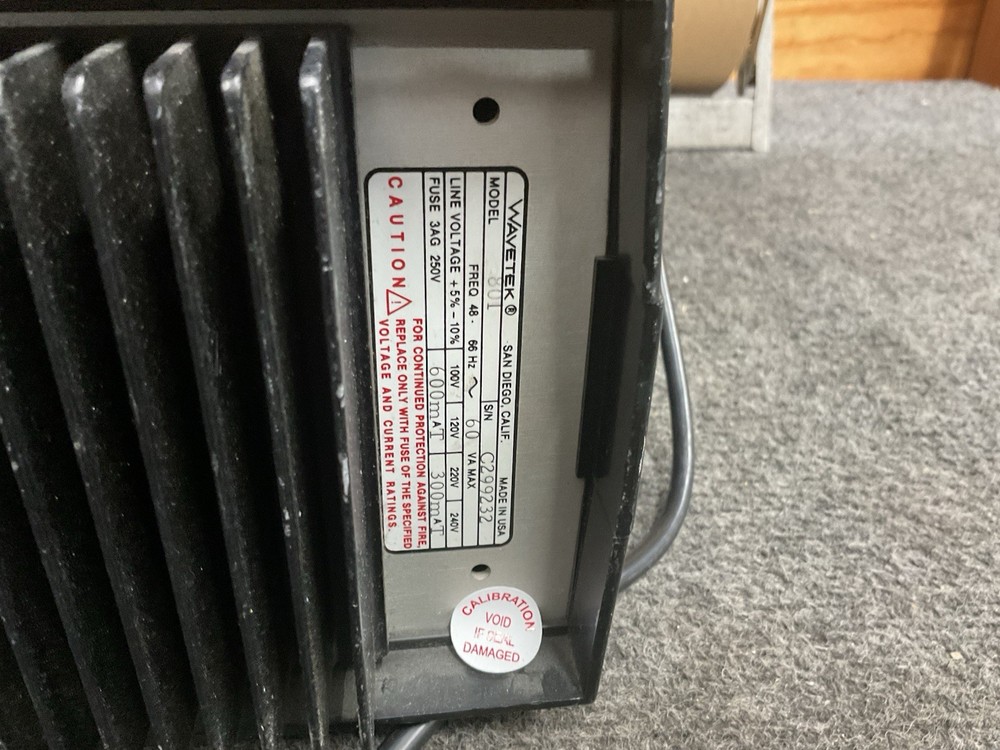 WAVETEK ® SAN DIEGO, CALIF. MADE IN USA
MODEL 801 S/N C299232
FREQ 48 - 66 Hz ~ 60 VA MAX
LINE VOLTAGE +5% -10% 100V 120V 220V 240V
FUSE 3AG 250V 600mAT 300mAT
CAUTION ⚠ FOR CONTINUED PROTECTION AGAINST FIRE,
REPLACE ONLY WITH FUSE OF THE SPECIFIED
VOLTAGE AND CURRENT RATINGS.
CALIBRATION
VOID
IF SEAL
DAMAGED